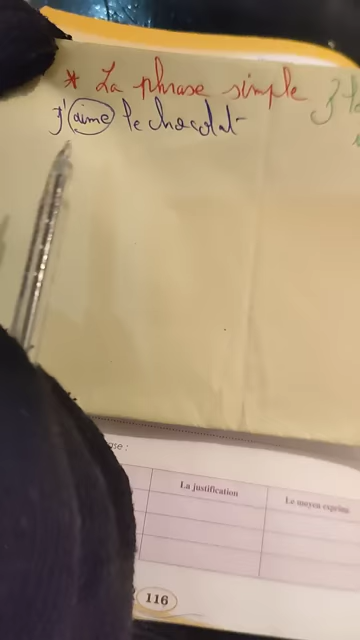 * La phrase simple
J'aime le chocolat
La justification
Le moyen exprimé
116